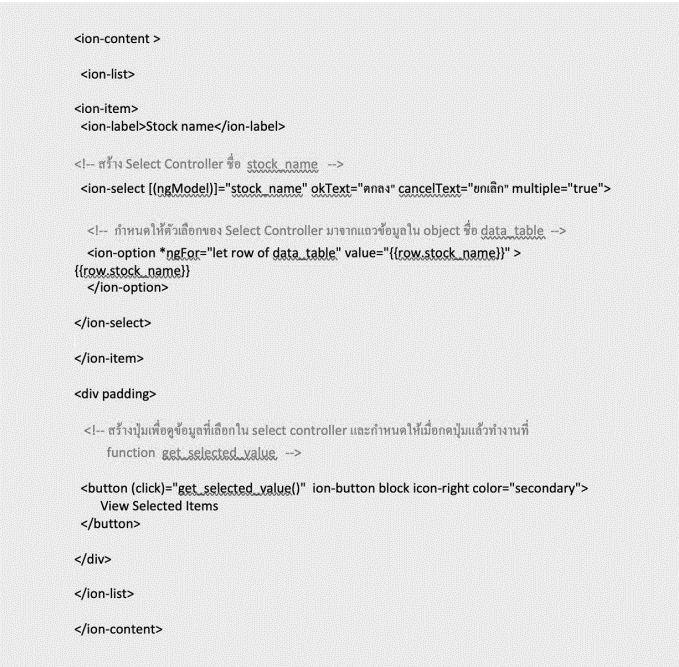 <ion-content >
<ion-list>
<ion-item>
<ion-label>Stock name</ion-label>
<!-- สร้าง Select Controller ชื่อ stock_name -->
<ion-select [(ngModel)]="stock_name" okText="ตกลง" cancelText="ยกเลิก" multiple="true">
<!-- กำหนดให้ตัวเลือกของ Select Controller มาจากแถวข้อมูลใน object ชื่อ data_table -->
<ion-option *ngFor="let row of data_table" value="{{row.stock_name}}" >
{{row.stock_name}}
</ion-option>
</ion-select>
</ion-item>
<div padding>
<!-- สร้างปุ่มเพื่อดูข้อมูลที่เลือกใน select controller และกำหนดให้เมื่อกดปุ่มแล้วทำงานที่
function get_selected_value -->
<button (click)="get_selected_value()" ion-button block icon-right color="secondary">
View Selected Items
</button>
</div>
</ion-list>
</ion-content>